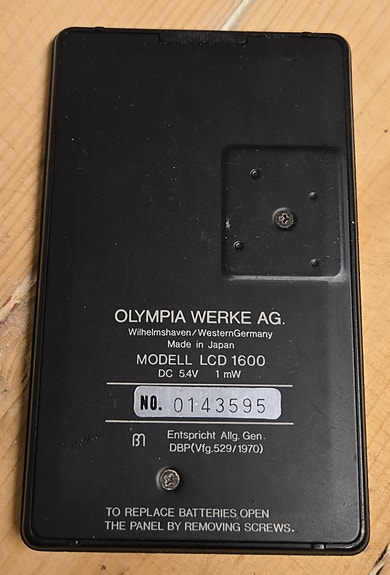 OLYMPIA WERKE AG.
Wilhelmshaven/WesternGermany
Made in Japan
MODELL LCD 1600
DC 5.4V 1 mW
NO. 0143595
Entspricht Allg. Gen.
DBP(Vfg.529/1970)
TO REPLACE BATTERIES, OPEN
THE PANEL BY REMOVING SCREWS.